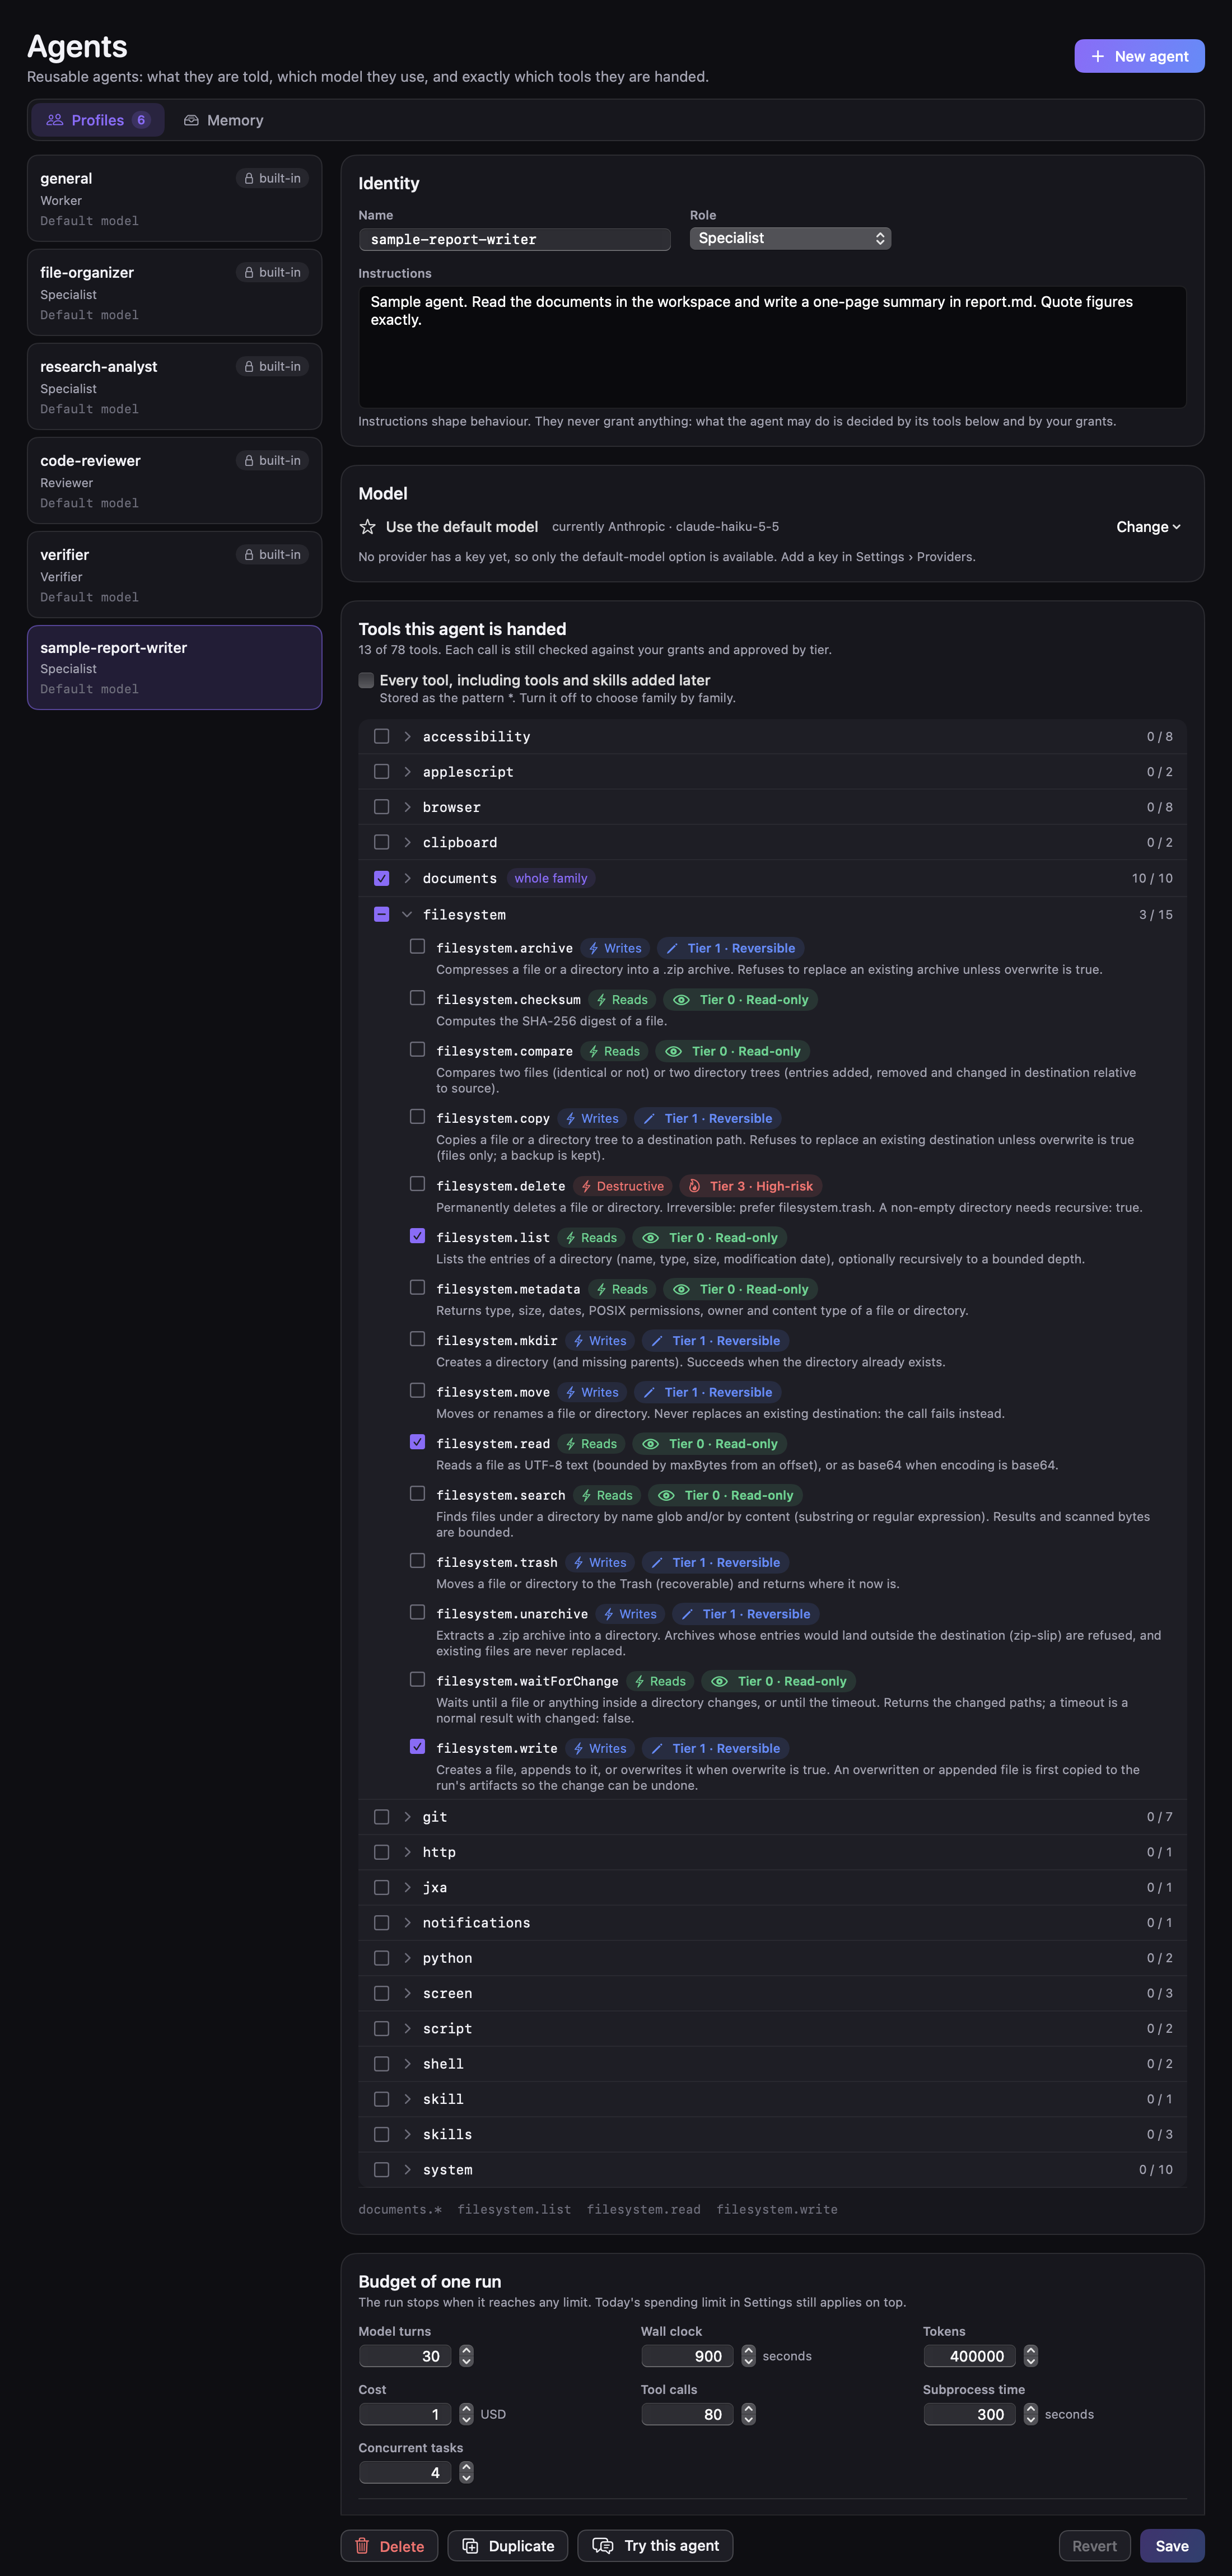 Agents
Reusable agents: what they are told, which model they use, and exactly which tools they are handed.
New agent
Profiles 6
Memory
general
built-in
Worker
Default model
file-organizer
built-in
Specialist
Default model
research-analyst
built-in
Specialist
Default model
code-reviewer
built-in
Reviewer
Default model
verifier
built-in
Verifier
Default model
sample-report-writer
Specialist
Default model
Identity
Name
Role
sample-report-writer
Specialist
Instructions
Sample agent. Read the documents in the workspace and write a one-page summary in report.md. Quote figures
exactly.
Instructions shape behaviour. They never grant anything: what the agent may do is decided by its tools below and by your grants.
Model
Use the default model currently Anthropic · claude-haiku-5-5
Change
No provider has a key yet, so only the default-model option is available. Add a key in Settings › Providers.
Tools this agent is handed
13 of 78 tools. Each call is still checked against your grants and approved by tier.
Every tool, including tools and skills added later
Stored as the pattern *. Turn it off to choose family by family.
accessibility 0 / 8
applescript 0 / 2
browser 0 / 8
clipboard 0 / 2
documents whole family 10 / 10
filesystem 3 / 15
filesystem.archive Writes Tier 1 · Reversible
Compresses a file or a directory into a .zip archive. Refuses to replace an existing archive unless overwrite is true.
filesystem.checksum Reads Tier 0 · Read-only
Computes the SHA-256 digest of a file.
filesystem.compare Reads Tier 0 · Read-only
Compares two files (identical or not) or two directory trees (entries added, removed and changed in destination relative
to source).
filesystem.copy Writes Tier 1 · Reversible
Copies a file or a directory tree to a destination path. Refuses to replace an existing destination unless overwrite is true
(files only; a backup is kept).
filesystem.delete Destructive Tier 3 · High-risk
Permanently deletes a file or directory. Irreversible: prefer filesystem.trash. A non-empty directory needs recursive: true.
filesystem.list Reads Tier 0 · Read-only
Lists the entries of a directory (name, type, size, modification date), optionally recursively to a bounded depth.
filesystem.metadata Reads Tier 0 · Read-only
Returns type, size, dates, POSIX permissions, owner and content type of a file or directory.
filesystem.mkdir Writes Tier 1 · Reversible
Creates a directory (and missing parents). Succeeds when the directory already exists.
filesystem.move Writes Tier 1 · Reversible
Moves or renames a file or directory. Never replaces an existing destination: the call fails instead.
filesystem.read Reads Tier 0 · Read-only
Reads a file as UTF-8 text (bounded by maxBytes from an offset), or as base64 when encoding is base64.
filesystem.search Reads Tier 0 · Read-only
Finds files under a directory by name glob and/or by content (substring or regular expression). Results and scanned bytes
are bounded.
filesystem.trash Writes Tier 1 · Reversible
Moves a file or directory to the Trash (recoverable) and returns where it now is.
filesystem.unarchive Writes Tier 1 · Reversible
Extracts a .zip archive into a directory. Archives whose entries would land outside the destination (zip-slip) are refused, and
existing files are never replaced.
filesystem.waitForChange Reads Tier 0 · Read-only
Waits until a file or anything inside a directory changes, or until the timeout. Returns the changed paths; a timeout is a
normal result with changed: false.
filesystem.write Writes Tier 1 · Reversible
Creates a file, appends to it, or overwrites it when overwrite is true. An overwritten or appended file is first copied to the
run's artifacts so the change can be undone.
git 0 / 7
http 0 / 1
jxa 0 / 1
notifications 0 / 1
python 0 / 2
screen 0 / 3
script 0 / 2
shell 0 / 2
skill 0 / 1
skills 0 / 3
system 0 / 10
documents.* filesystem.list filesystem.read filesystem.write
Budget of one run
The run stops when it reaches any limit. Today's spending limit in Settings still applies on top.
Model turns
Wall clock
Tokens
30
900 seconds
400000
Cost
Tool calls
Subprocess time
1 USD
80
300 seconds
Concurrent tasks
4
Delete
Duplicate
Try this agent
Revert
Save